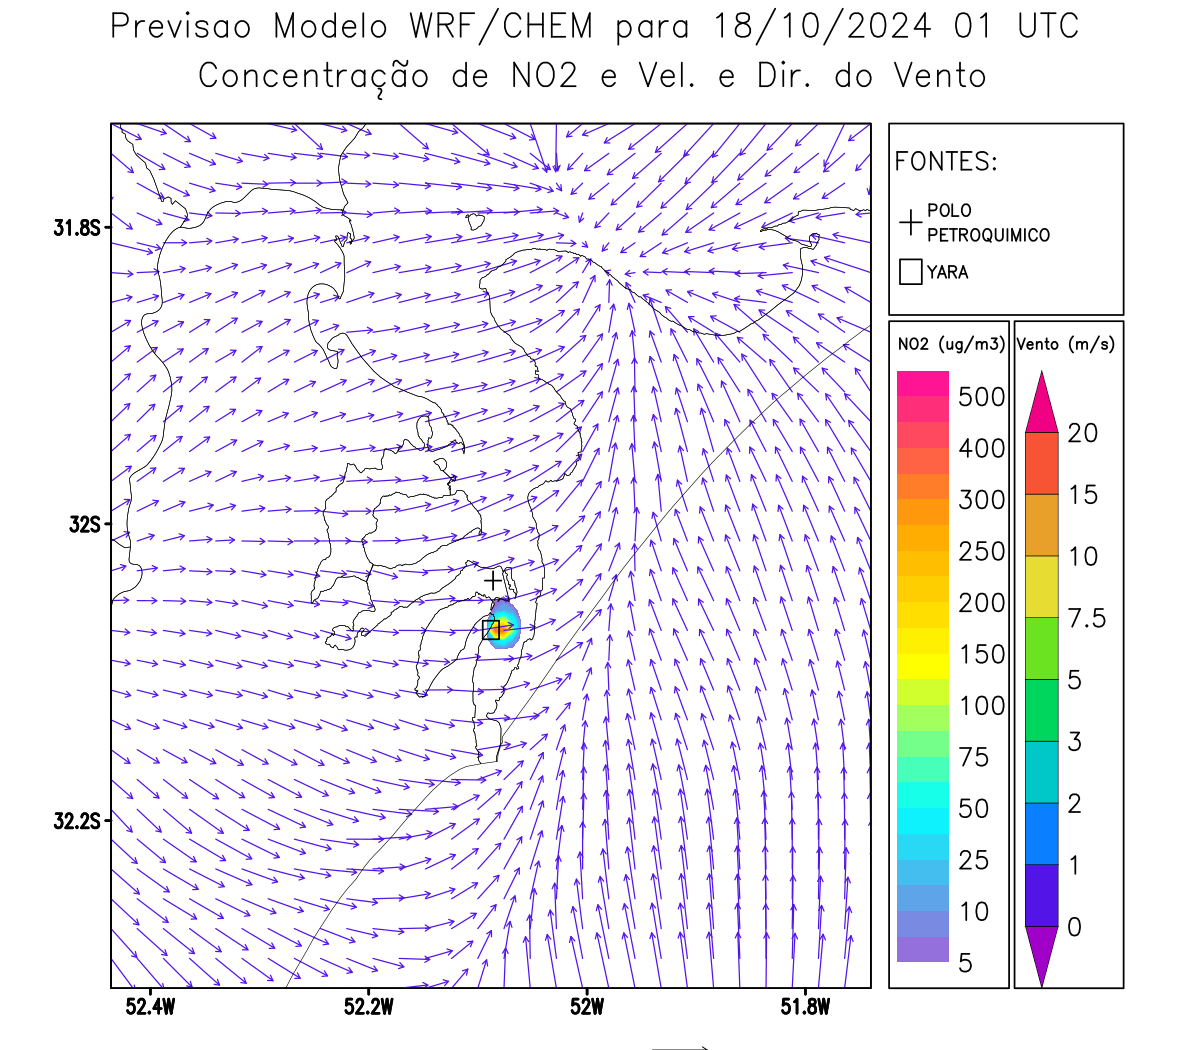 Previsao Modelo WRF/CHEM para 18/10/2024 01 UTC
Concentração de NO2 e Vel. e Dir. do Vento
FONTES:
POLO
PETROQUIMICO
YARA
NO2 (ug/m3)
500
400
300
250
200
150
100
75
50
25
10
5
Vento (m/s)
20
15
10
7.5
5
3
2
1
0
31.8S
32S
32.2S
52.4W
52.2W
52W
51.8W